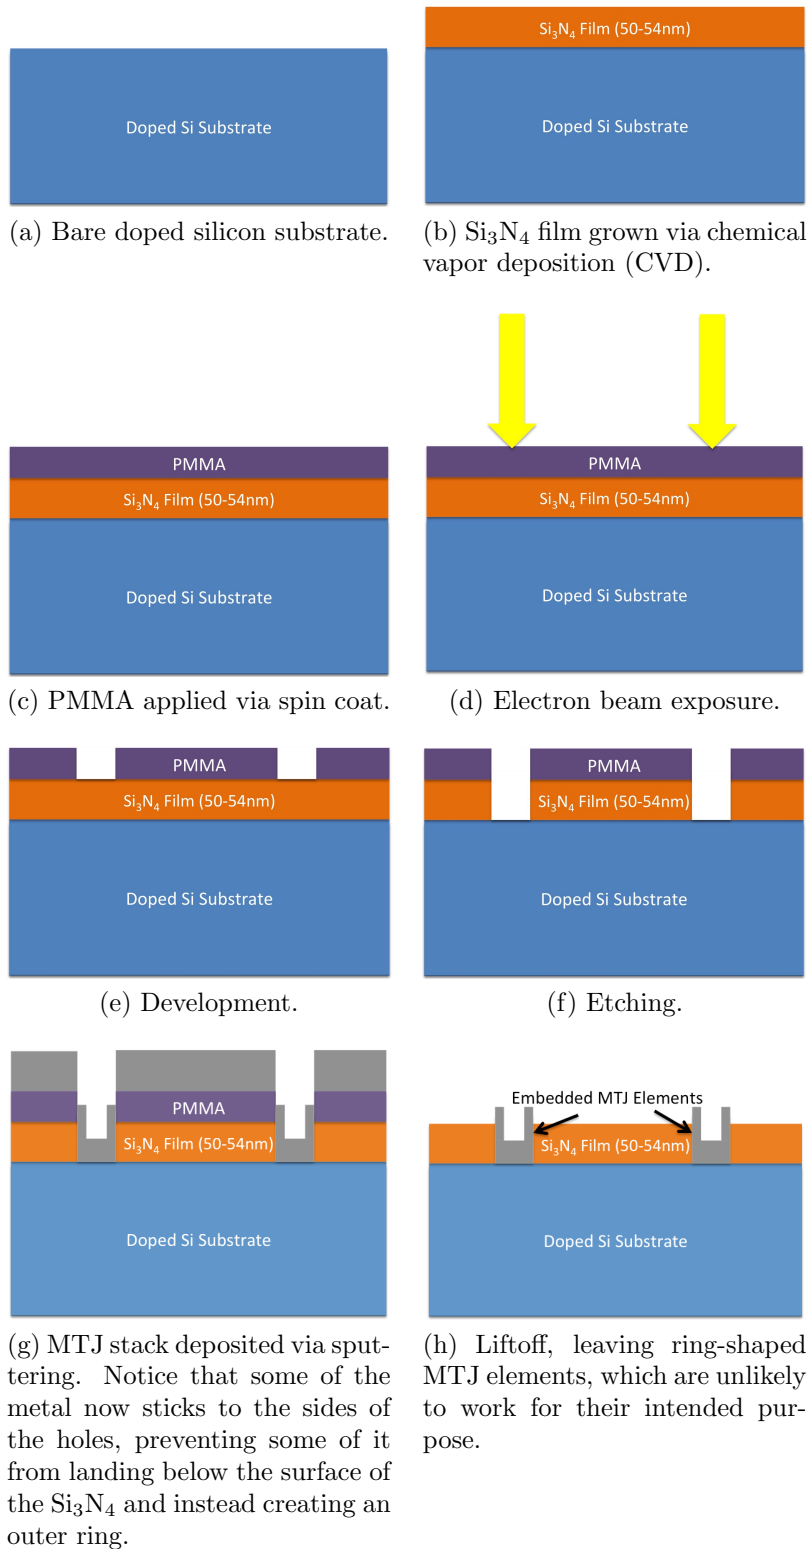 Doped Si Substrate
(a) Bare doped silicon substrate.
Si₃N₄ Film (50-54nm)
Doped Si Substrate
(b) Si₃N₄ film grown via chemical
vapor deposition (CVD).
PMMA
Si₃N₄ Film (50-54nm)
Doped Si Substrate
(c) PMMA applied via spin coat.
PMMA
Si₃N₄ Film (50-54nm)
Doped Si Substrate
(d) Electron beam exposure.
PMMA
Si₃N₄ Film (50-54nm)
Doped Si Substrate
(e) Development.
PMMA
Si₃N₄ Film (50-54nm)
Doped Si Substrate
(f) Etching.
PMMA
Si₃N₄ Film (50-54nm)
Doped Si Substrate
(g) MTJ stack deposited via sput-
tering. Notice that some of the
metal now sticks to the sides of
the holes, preventing some of it
from landing below the surface of
the Si₃N₄ and instead creating an
outer ring.
Embedded MTJ Elements
Si₃N₄ Film (50-54nm)
Doped Si Substrate
(h) Liftoff, leaving ring-shaped
MTJ elements, which are unlikely
to work for their intended pur-
pose.